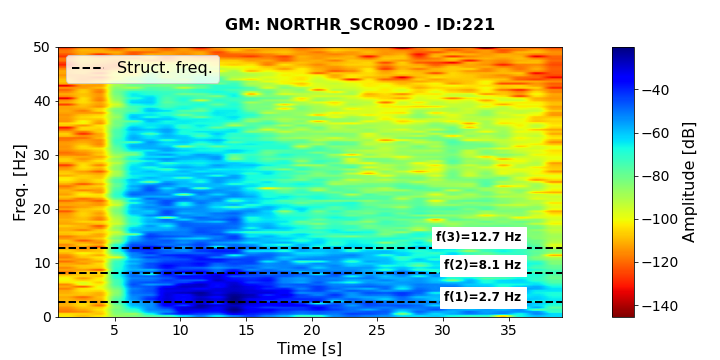 GM: NORTHR_SCR090 - ID:221
50
40
30
20
10
0
Freq. [Hz]
Struct. freq.
f(3)=12.7 Hz
f(2)=8.1 Hz
f(1)=2.7 Hz
5 10 15 20 25 30 35
Time [s]
−40
−60
−80
−100
−120
−140
Amplitude [dB]